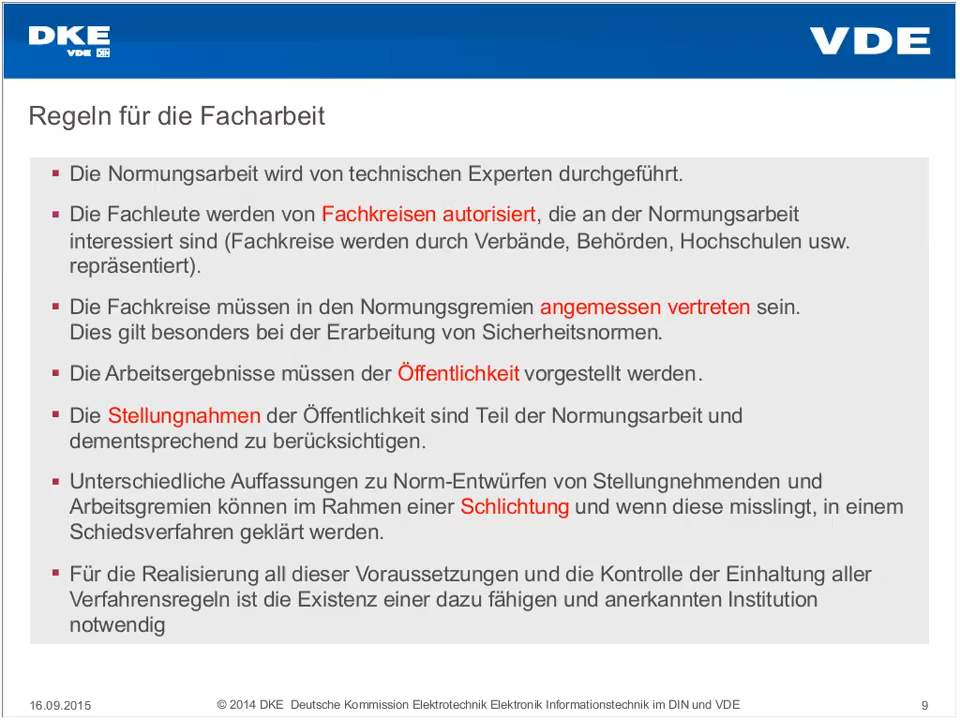 DKE
VDE DIN
VDE
Regeln für die Facharbeit
▪ Die Normungsarbeit wird von technischen Experten durchgeführt.
▪ Die Fachleute werden von Fachkreisen autorisiert, die an der Normungsarbeit
interessiert sind (Fachkreise werden durch Verbände, Behörden, Hochschulen usw.
repräsentiert).
▪ Die Fachkreise müssen in den Normungsgremien angemessen vertreten sein.
Dies gilt besonders bei der Erarbeitung von Sicherheitsnormen.
▪ Die Arbeitsergebnisse müssen der Öffentlichkeit vorgestellt werden.
▪ Die Stellungnahmen der Öffentlichkeit sind Teil der Normungsarbeit und
dementsprechend zu berücksichtigen.
▪ Unterschiedliche Auffassungen zu Norm-Entwürfen von Stellungnehmenden und
Arbeitsgremien können im Rahmen einer Schlichtung und wenn diese misslingt, in einem
Schiedsverfahren geklärt werden.
▪ Für die Realisierung all dieser Voraussetzungen und die Kontrolle der Einhaltung aller
Verfahrensregeln ist die Existenz einer dazu fähigen und anerkannten Institution
notwendig
16.09.2015 © 2014 DKE Deutsche Kommission Elektrotechnik Elektronik Informationstechnik im DIN und VDE 9